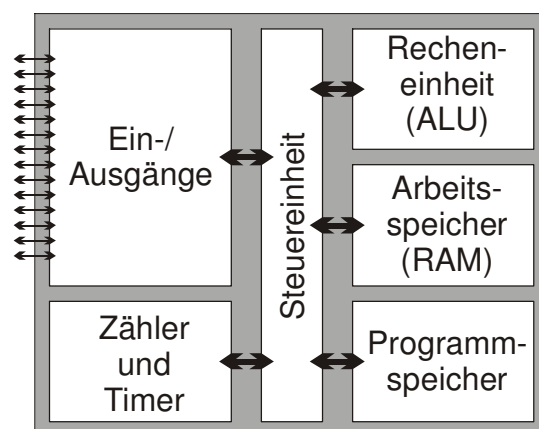 Ein-/
Ausgänge
Zähler
und
Timer
Steuereinheit
Rechen-
einheit
(ALU)
Arbeits-
speicher
(RAM)
Programm-
speicher